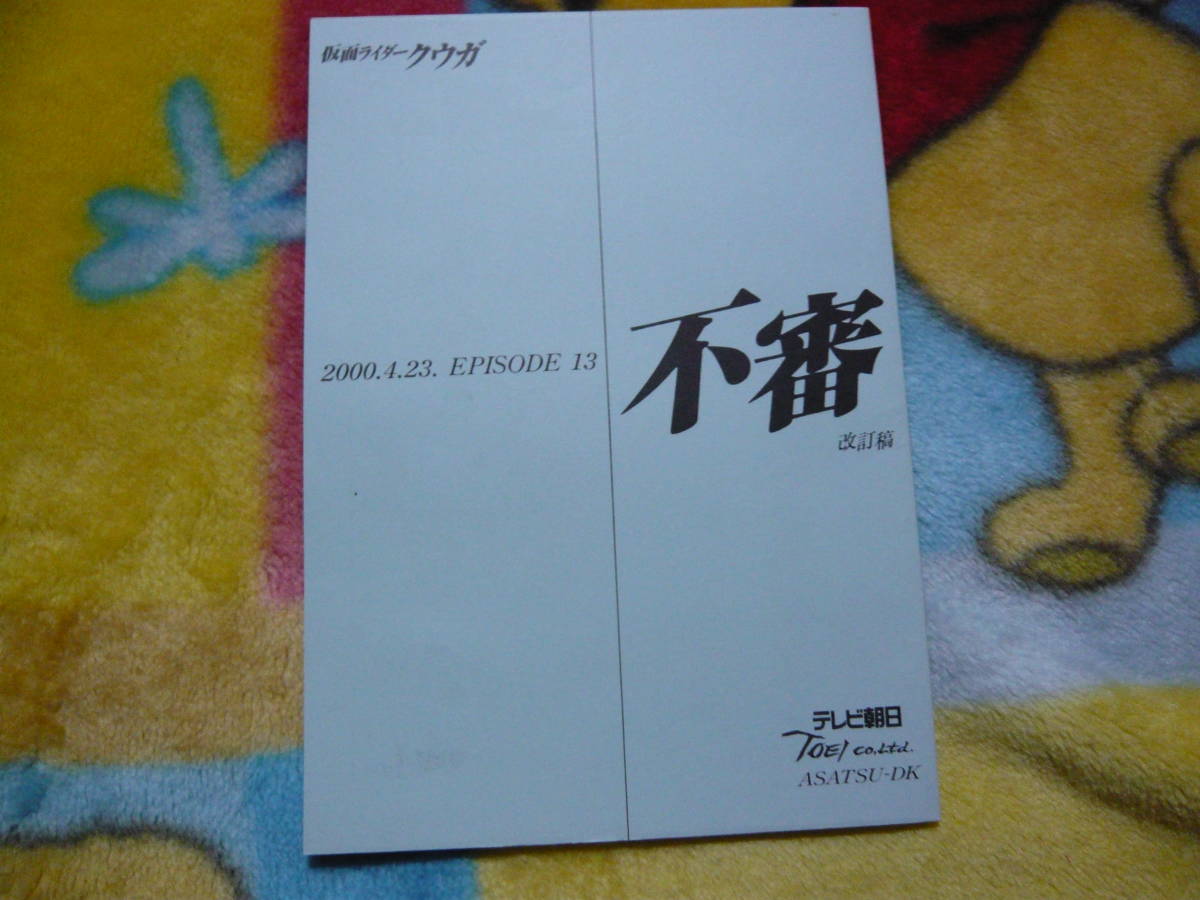 仮面ライダークウガ
2000.4.23. EPISODE 13
不審
改訂稿
テレビ朝日
TOEI CO.,Ltd.
ASATSU-DK